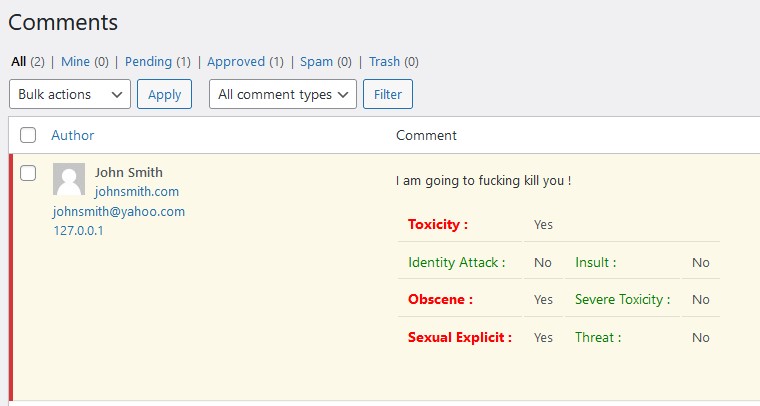 Comments
All (2) | Mine (0) | Pending (1) | Approved (1) | Spam (0) | Trash (0)
Bulk actions Apply All comment types Filter
Author Comment
John Smith
johnsmith.com
johnsmith@yahoo.com
127.0.0.1
I am going to fucking kill you !
Toxicity : Yes
Identity Attack : No Insult : No
Obscene : Yes Severe Toxicity : No
Sexual Explicit : Yes Threat : No